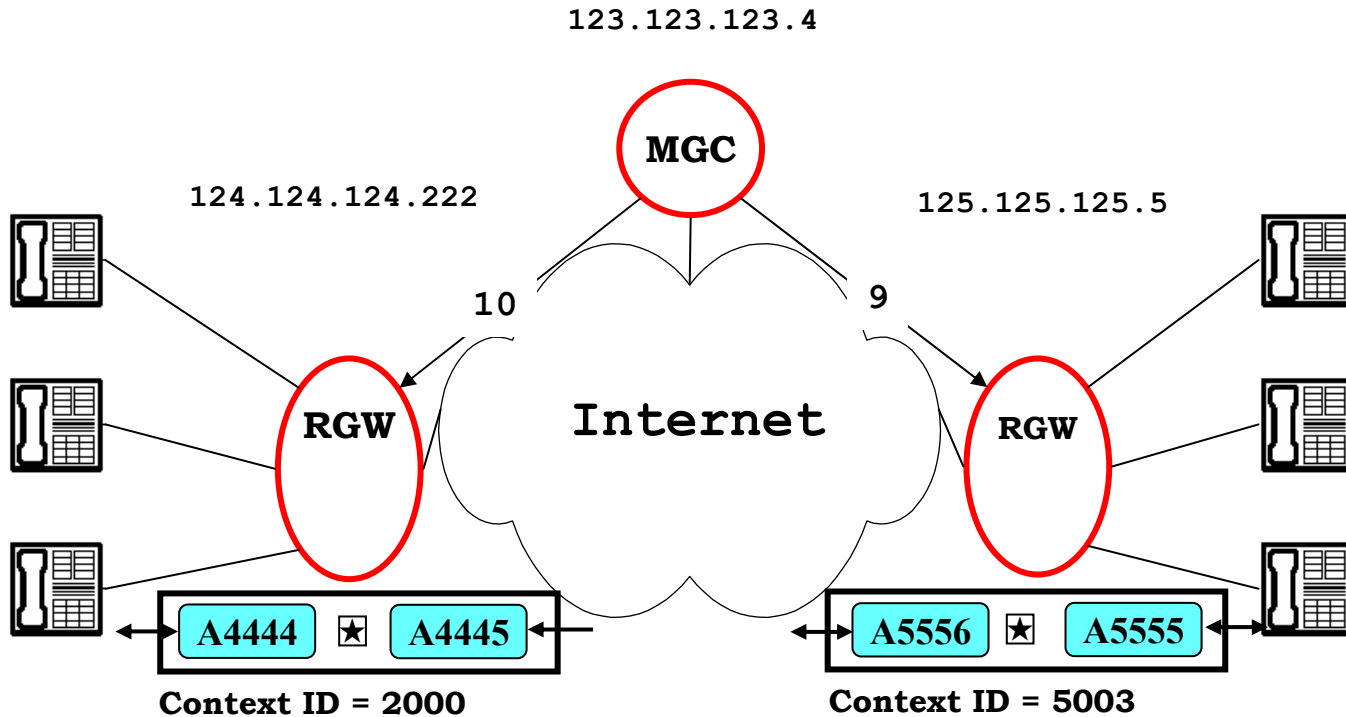 123.123.123.4
MGC
124.124.124.222
125.125.125.5
10
9
RGW
Internet
RGW
A4444
A4445
A5556
A5555
Context ID = 2000
Context ID = 5003